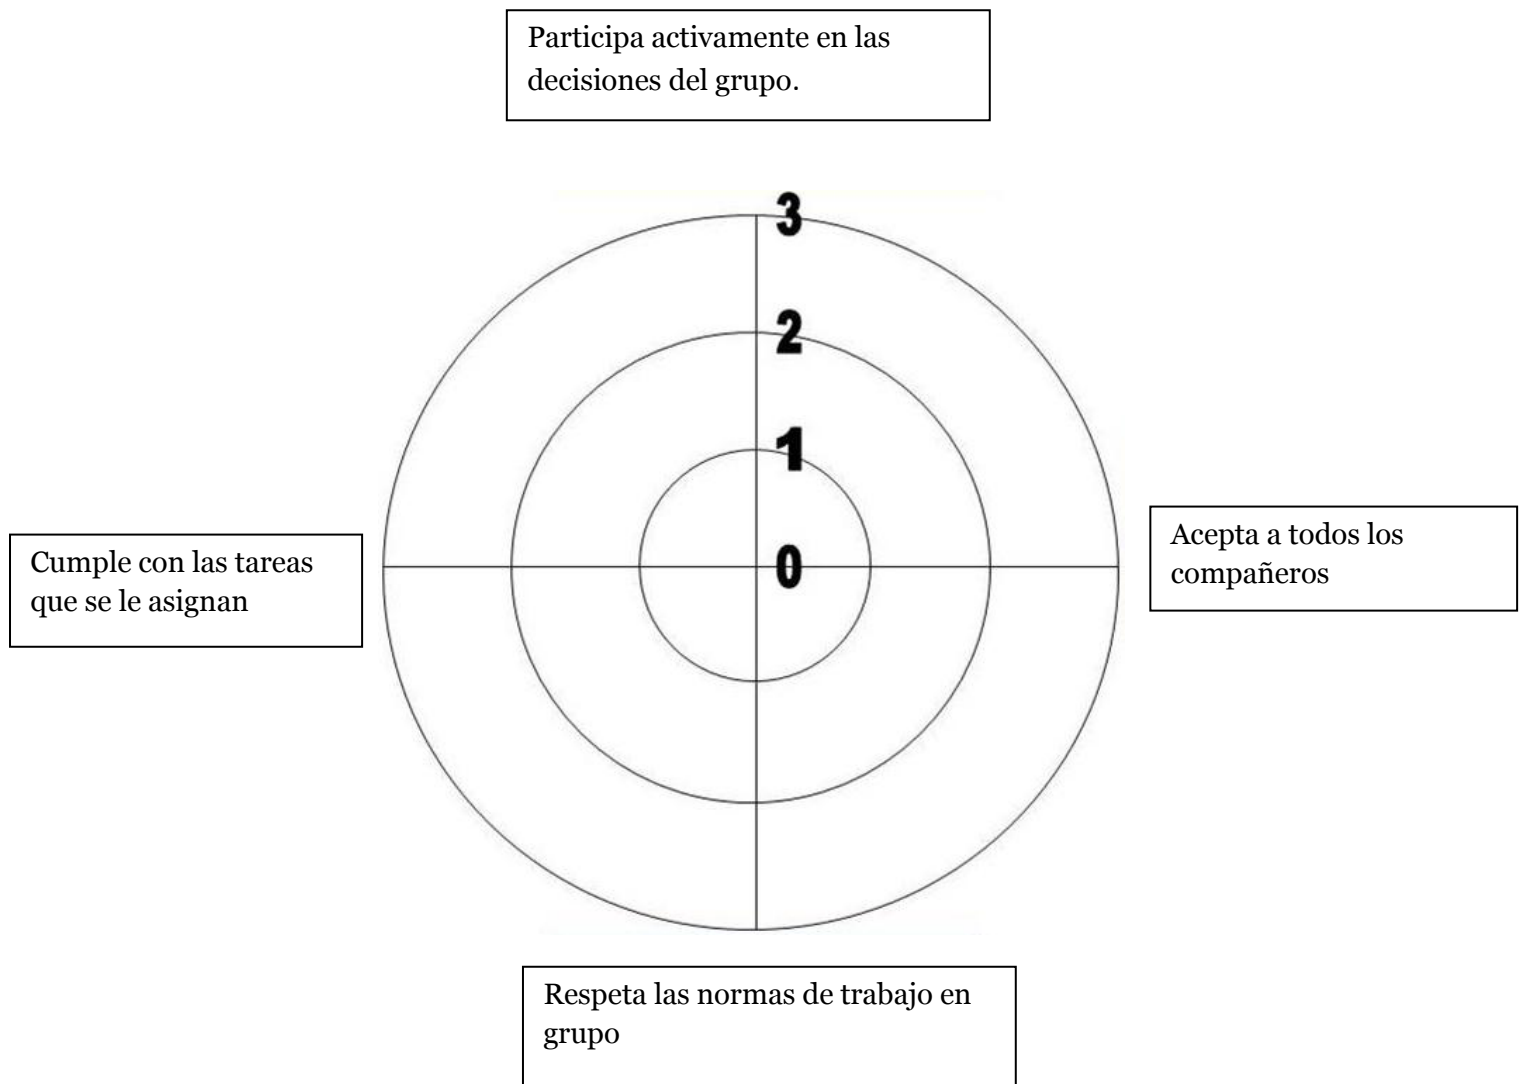 Participa activamente en las
decisiones del grupo.
3
2
1
0
Cumple con las tareas
que se le asignan
Acepta a todos los
compañeros
Respeta las normas de trabajo en
grupo